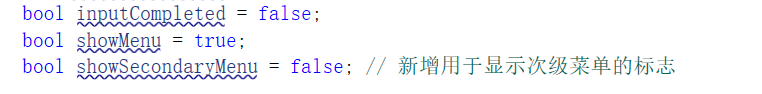 bool inputCompleted = false;
bool showMenu = true;
bool showSecondaryMenu = false; // 新增用于显示次级菜单的标志